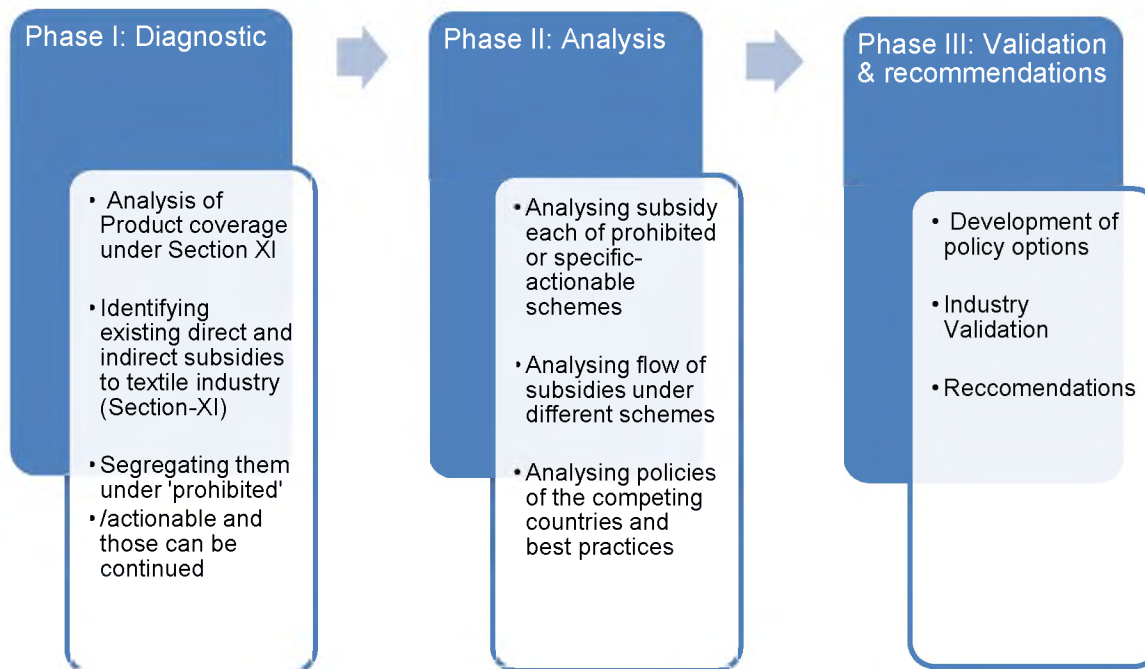 Phase I: Diagnostic
• Analysis of
Product coverage
under Section XI
• Identifying
existing direct and
indirect subsidies
to textile industry
(Section-XI)
• Segregating them
under 'prohibited'
• /actionable and
those can be
continued
Phase II: Analysis
• Analysing subsidy
each of prohibited
or specific-
actionable
schemes
• Analysing flow of
subsidies under
different schemes
• Analysing policies
of the competing
countries and
best practices
Phase III: Validation
& recommendations
• Development of
policy options
• Industry
Validation
• Reccomendations